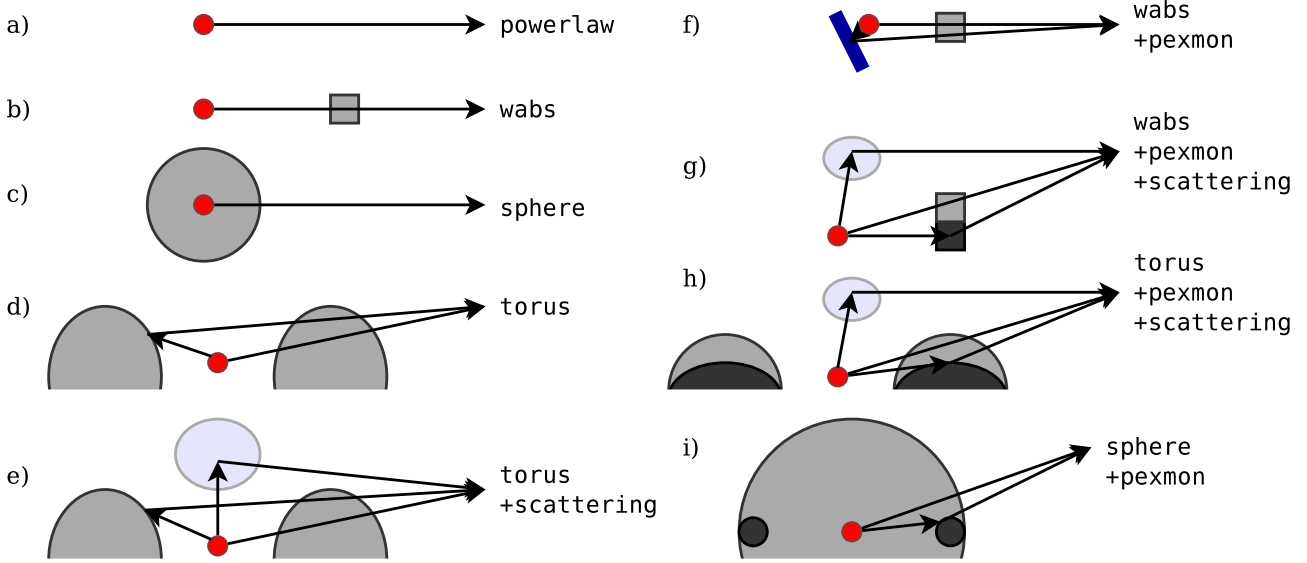 a)
powerlaw
b)
wabs
c)
sphere
d)
torus
e)
torus
+scattering
f)
wabs
+pexmon
g)
wabs
+pexmon
+scattering
h)
torus
+pexmon
+scattering
i)
sphere
+pexmon